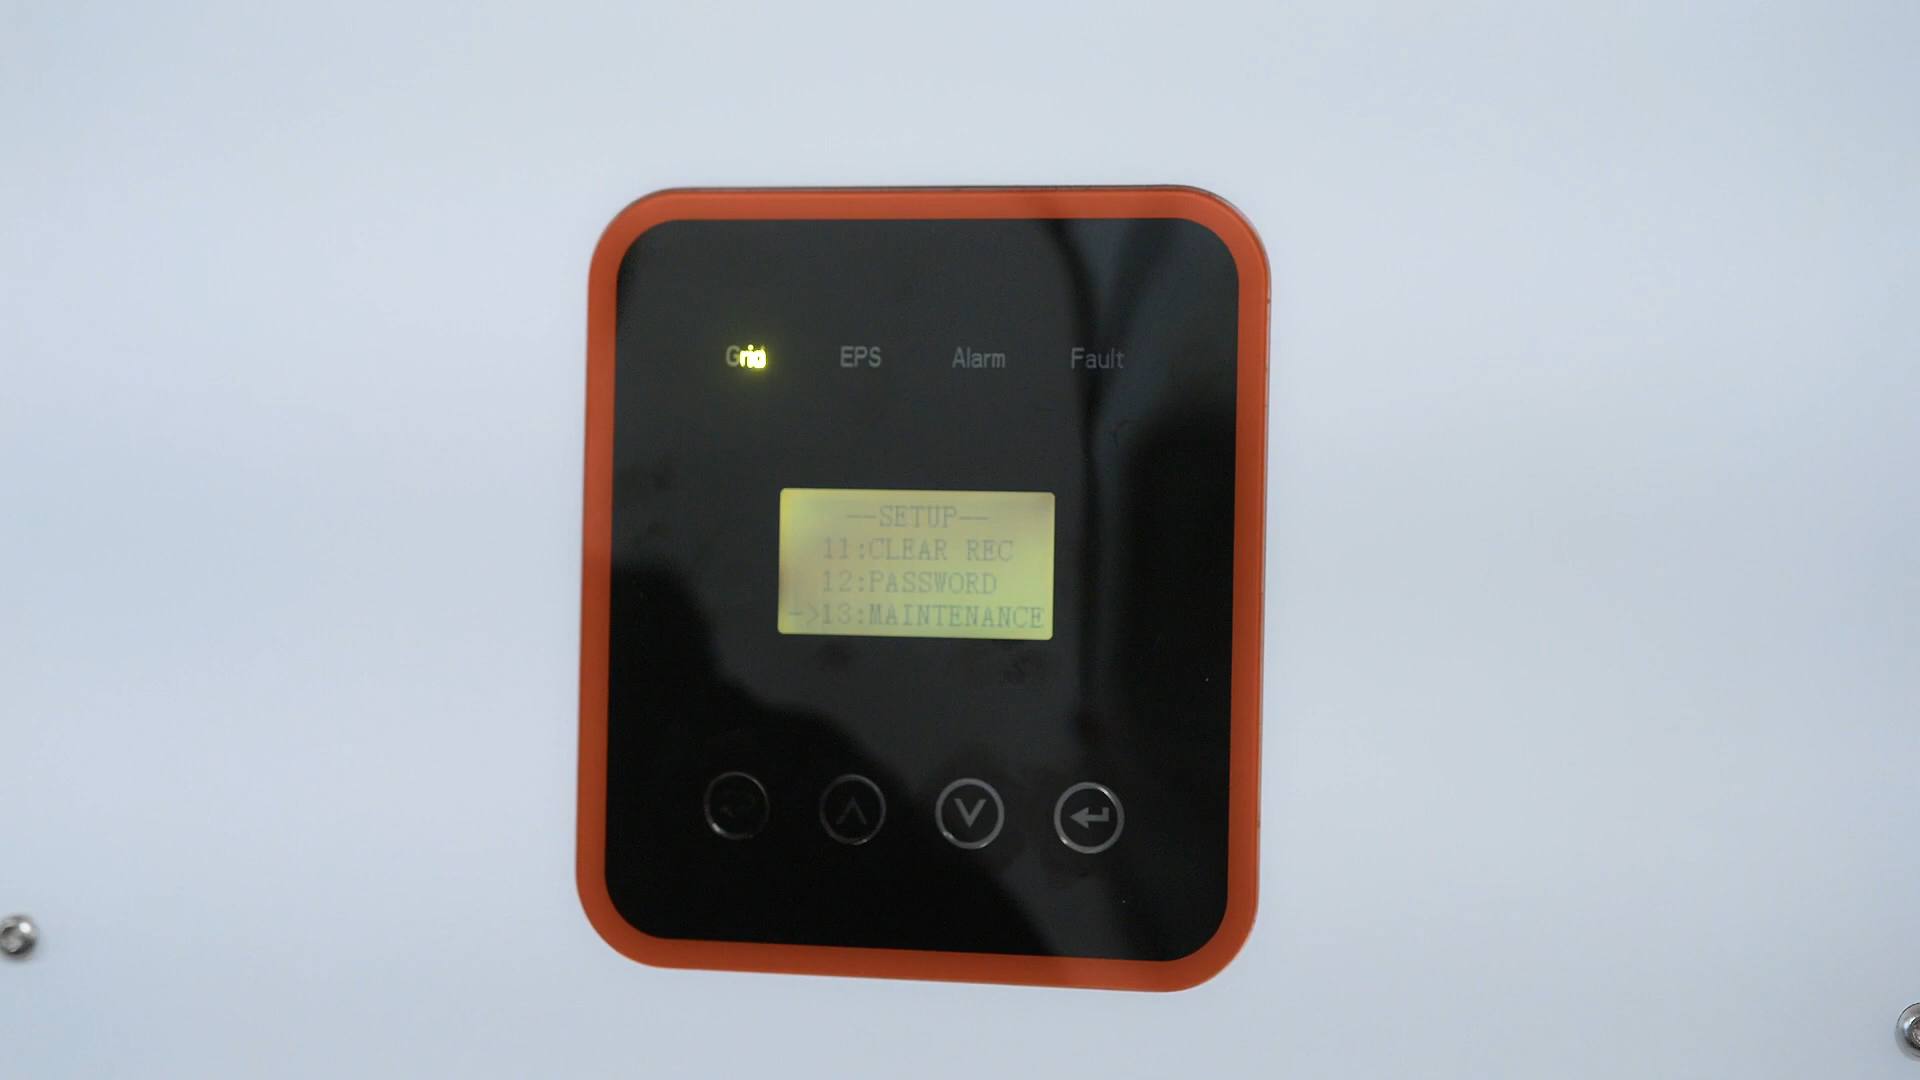 Grid EPS Alarm Fault
--SETUP--
11:CLEAR REC
12:PASSWORD
->13:MAINTENANCE